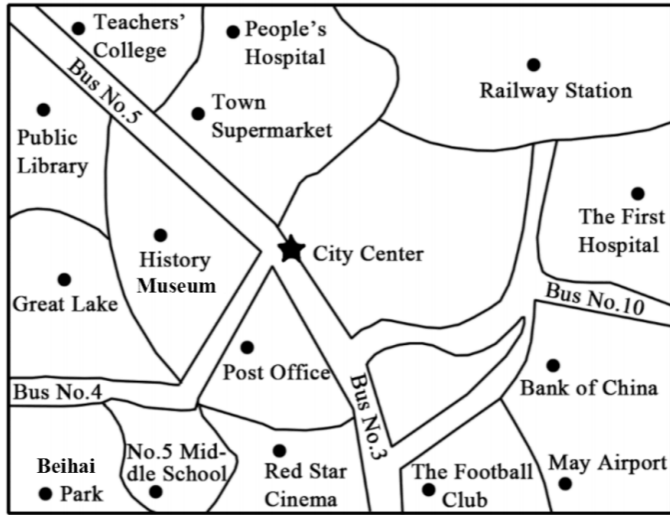 Teachers'
College
People's
Hospital
Bus No.5
Railway Station
Town
Supermarket
Public
Library
The First
Hospital
History
Museum
City Center
Great Lake
Bus No.10
Post Office
Bus No.4
Bus No.3
Bank of China
Beihai
Park
No.5 Mid-
dle School
Red Star
Cinema
The Football
Club
May Airport